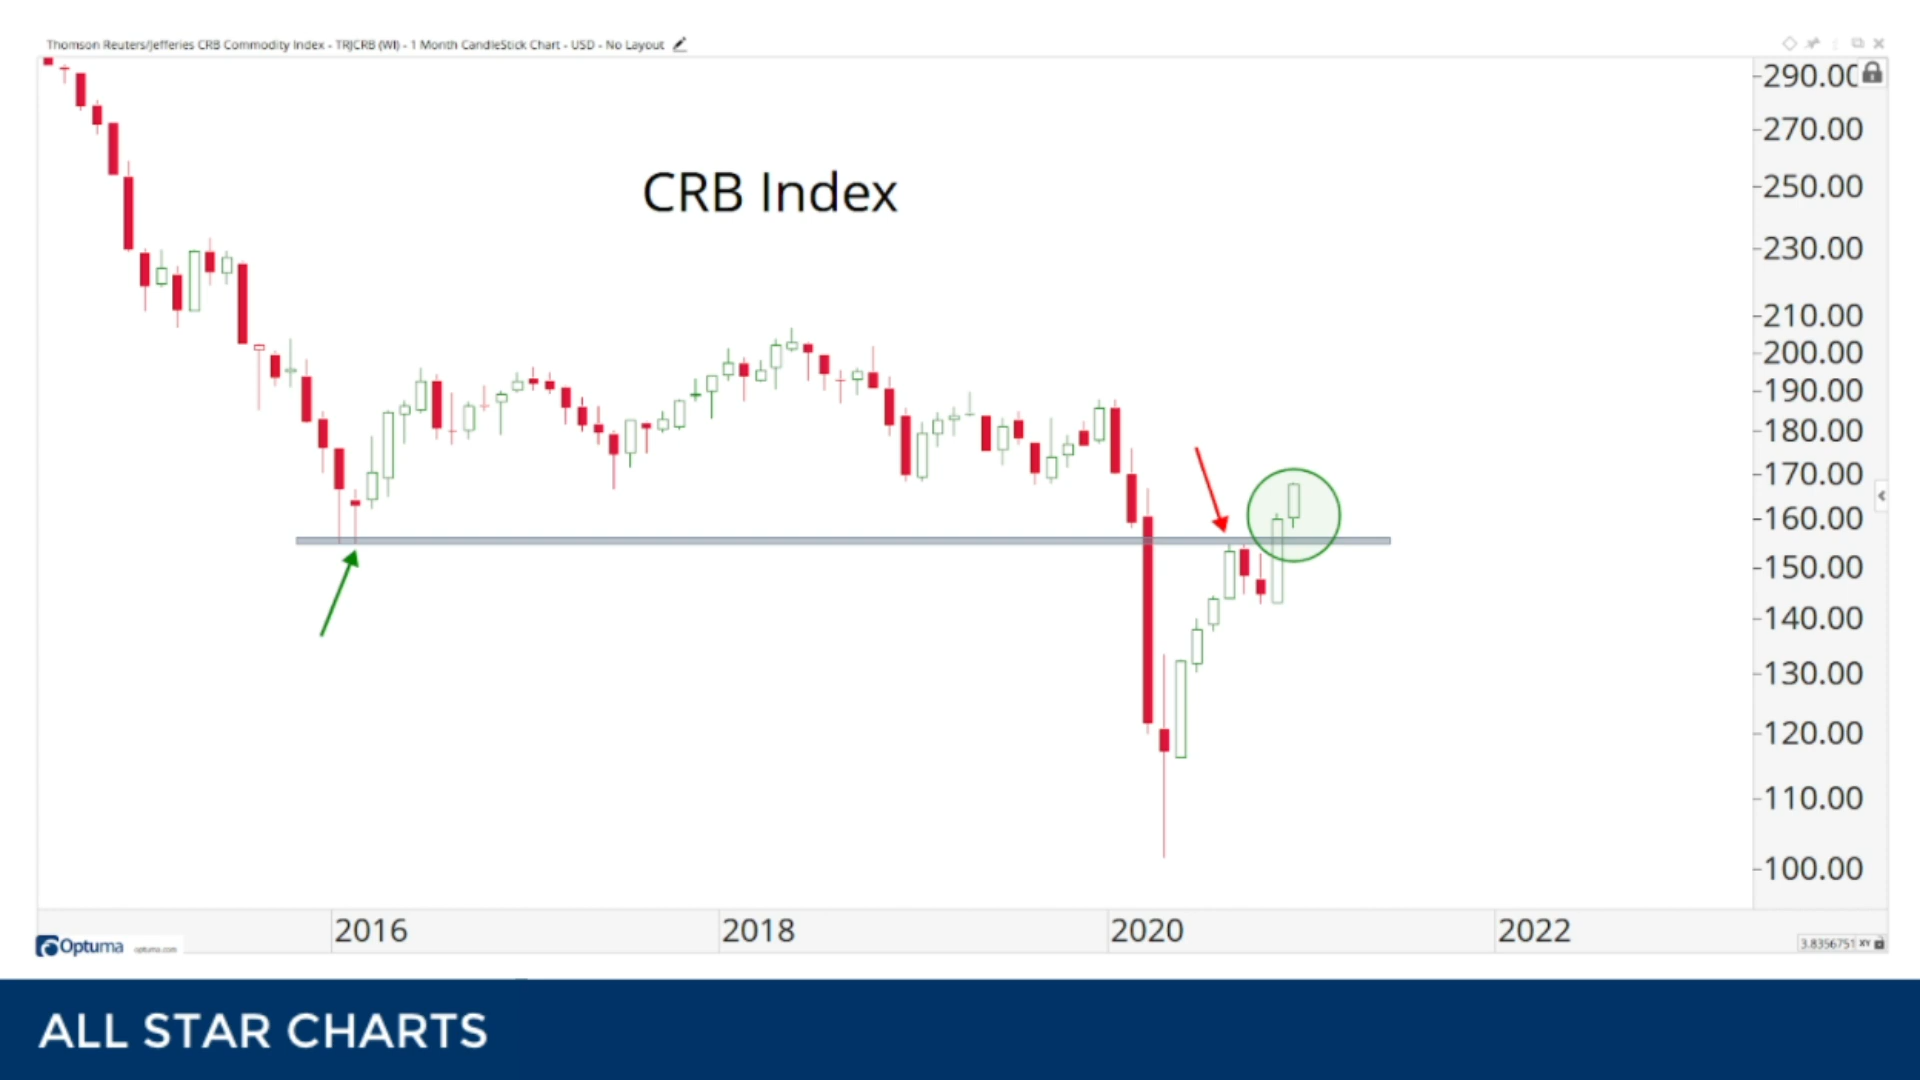 Thomson Reuters/Jefferies CRB Commodity Index - TRJCRB (WI) - 1 Month CandleStick Chart - USD - No Layout
CRB Index
290.00
270.00
250.00
230.00
210.00
200.00
190.00
180.00
170.00
160.00
150.00
140.00
130.00
120.00
110.00
100.00
2016 2018 2020 2022
Optuma optuma.com
3.8356751 XY
ALL STAR CHARTS